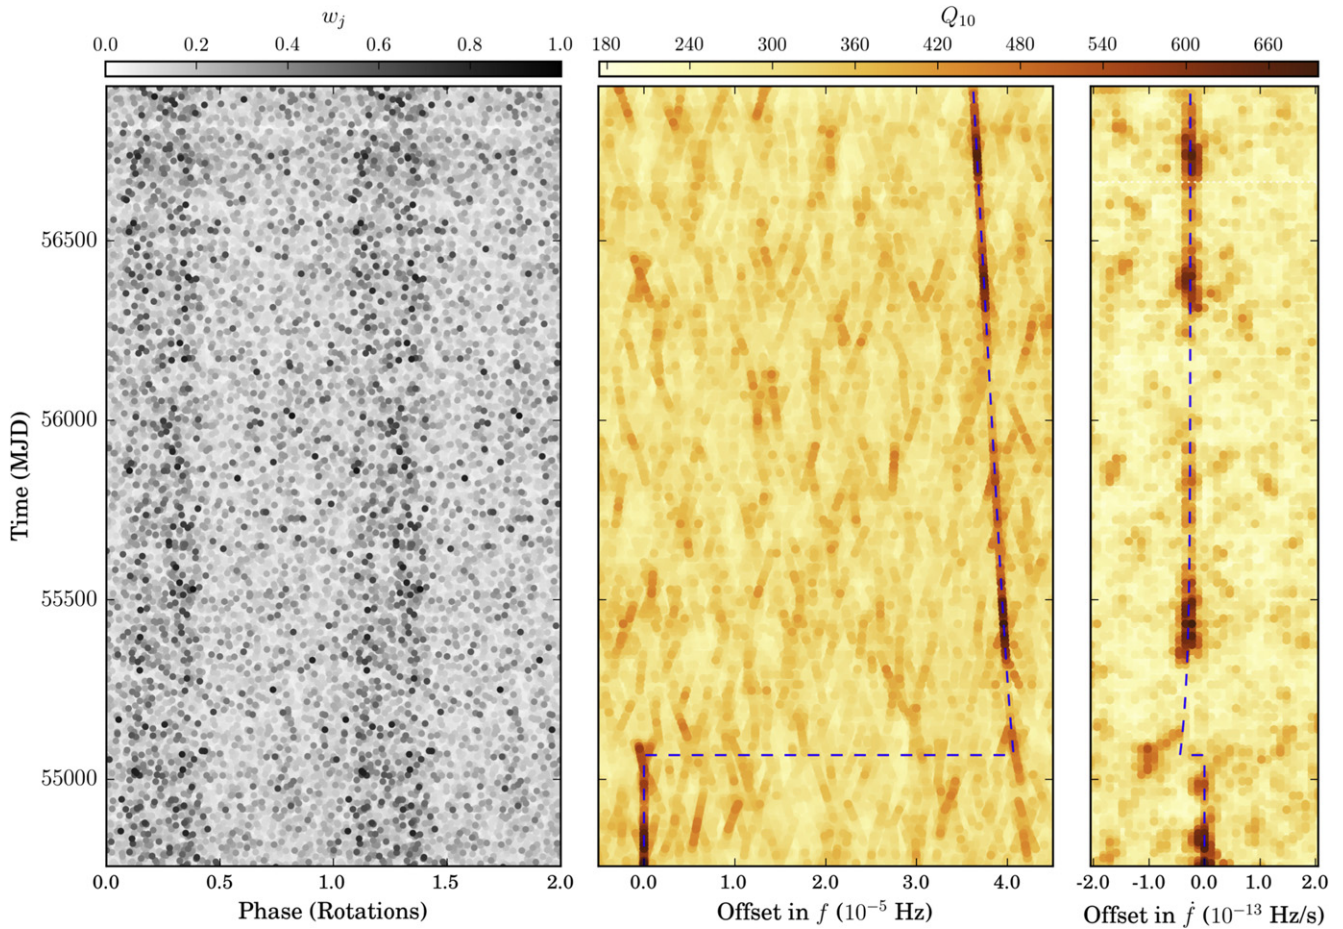 w_j
0.0 0.2 0.4 0.6 0.8 1.0
Q_10
180 240 300 360 420 480 540 600 660
Time (MJD)
56500
56000
55500
55000
0.0 0.5 1.0 1.5 2.0
Phase (Rotations)
0.0 1.0 2.0 3.0 4.0
Offset in f (10^−5 Hz)
-2.0 -1.0 0.0 1.0 2.0
Offset in ḟ (10^−13 Hz/s)